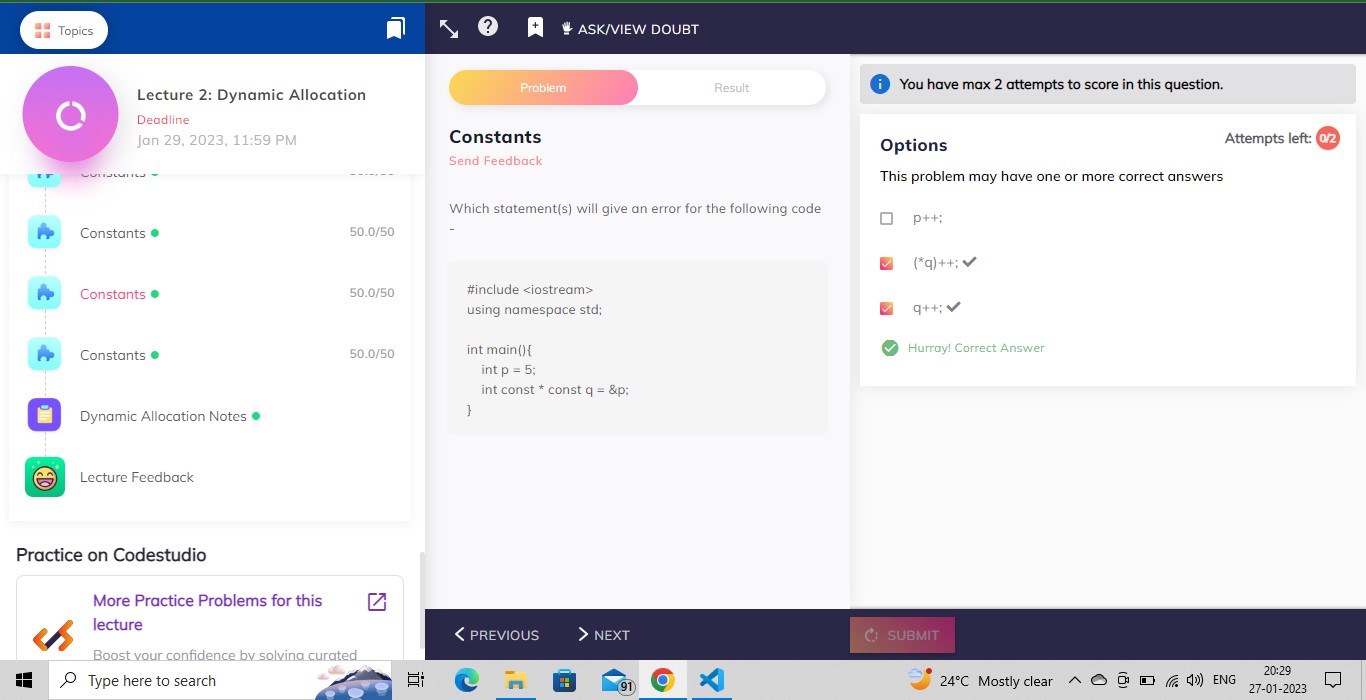 Topics
ASK/VIEW DOUBT
Lecture 2: Dynamic Allocation
Deadline
Jan 29, 2023, 11:59 PM
Constants
Constants 50.0/50
Constants 50.0/50
Constants 50.0/50
Dynamic Allocation Notes
Lecture Feedback
Practice on Codestudio
More Practice Problems for this
lecture
Boost your confidence by solving curated
Problem Result
Constants
Send Feedback
Which statement(s) will give an error for the following code
-
#include <iostream>
using namespace std;
int main(){
int p = 5;
int const * const q = &p;
}
PREVIOUS NEXT
You have max 2 attempts to score in this question.
Options
Attempts left: 0/2
This problem may have one or more correct answers
p++;
(*q)++;
q++;
Hurray! Correct Answer
SUBMIT
Type here to search
91
24°C Mostly clear
ENG
20:29
27-01-2023